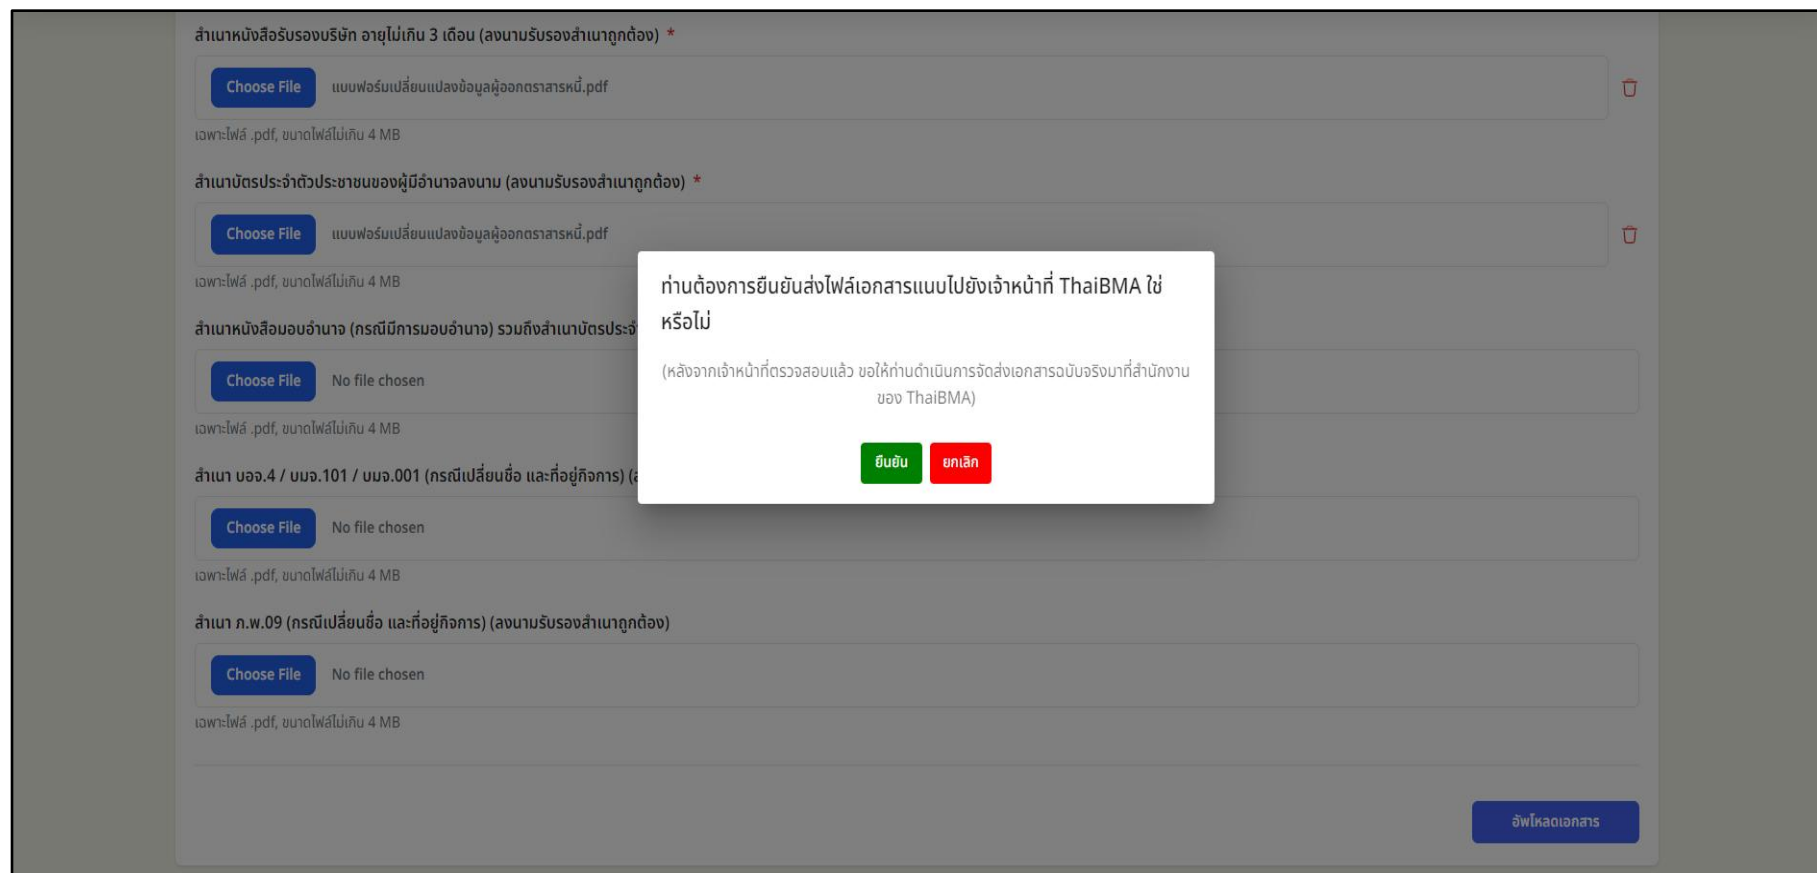 สำเนาหนังสือรับรองบริษัท อายุไม่เกิน 3 เดือน (ลงนามรับรองสำเนาถูกต้อง) *
Choose File แบบฟอร์มเปลี่ยนแปลงข้อมูลผู้ออกตราสารหนี้.pdf
เฉพาะไฟล์ .pdf, ขนาดไฟล์ไม่เกิน 4 MB
สำเนาบัตรประจำตัวประชาชนของผู้มีอำนาจลงนาม (ลงนามรับรองสำเนาถูกต้อง) *
Choose File แบบฟอร์มเปลี่ยนแปลงข้อมูลผู้ออกตราสารหนี้.pdf
เฉพาะไฟล์ .pdf, ขนาดไฟล์ไม่เกิน 4 MB
ท่านต้องการยืนยันส่งไฟล์เอกสารแนบไปยังเจ้าหน้าที่ ThaiBMA ใช่
หรือไม่
(หลังจากเจ้าหน้าที่ตรวจสอบแล้ว ขอให้ท่านดำเนินการจัดส่งเอกสารฉบับจริงมาที่สำนักงาน
ของ ThaiBMA)
ยืนยัน ยกเลิก
สำเนาหนังสือมอบอำนาจ (กรณีมีการมอบอำนาจ) รวมถึงสำเนาบัตรประจำ
Choose File No file chosen
เฉพาะไฟล์ .pdf, ขนาดไฟล์ไม่เกิน 4 MB
สำเนา บอจ.4 / บมจ.101 / บมจ.001 (กรณีเปลี่ยนชื่อ และที่อยู่กิจการ) (ล
Choose File No file chosen
เฉพาะไฟล์ .pdf, ขนาดไฟล์ไม่เกิน 4 MB
สำเนา ภ.พ.09 (กรณีเปลี่ยนชื่อ และที่อยู่กิจการ) (ลงนามรับรองสำเนาถูกต้อง)
Choose File No file chosen
เฉพาะไฟล์ .pdf, ขนาดไฟล์ไม่เกิน 4 MB
อัพโหลดเอกสาร